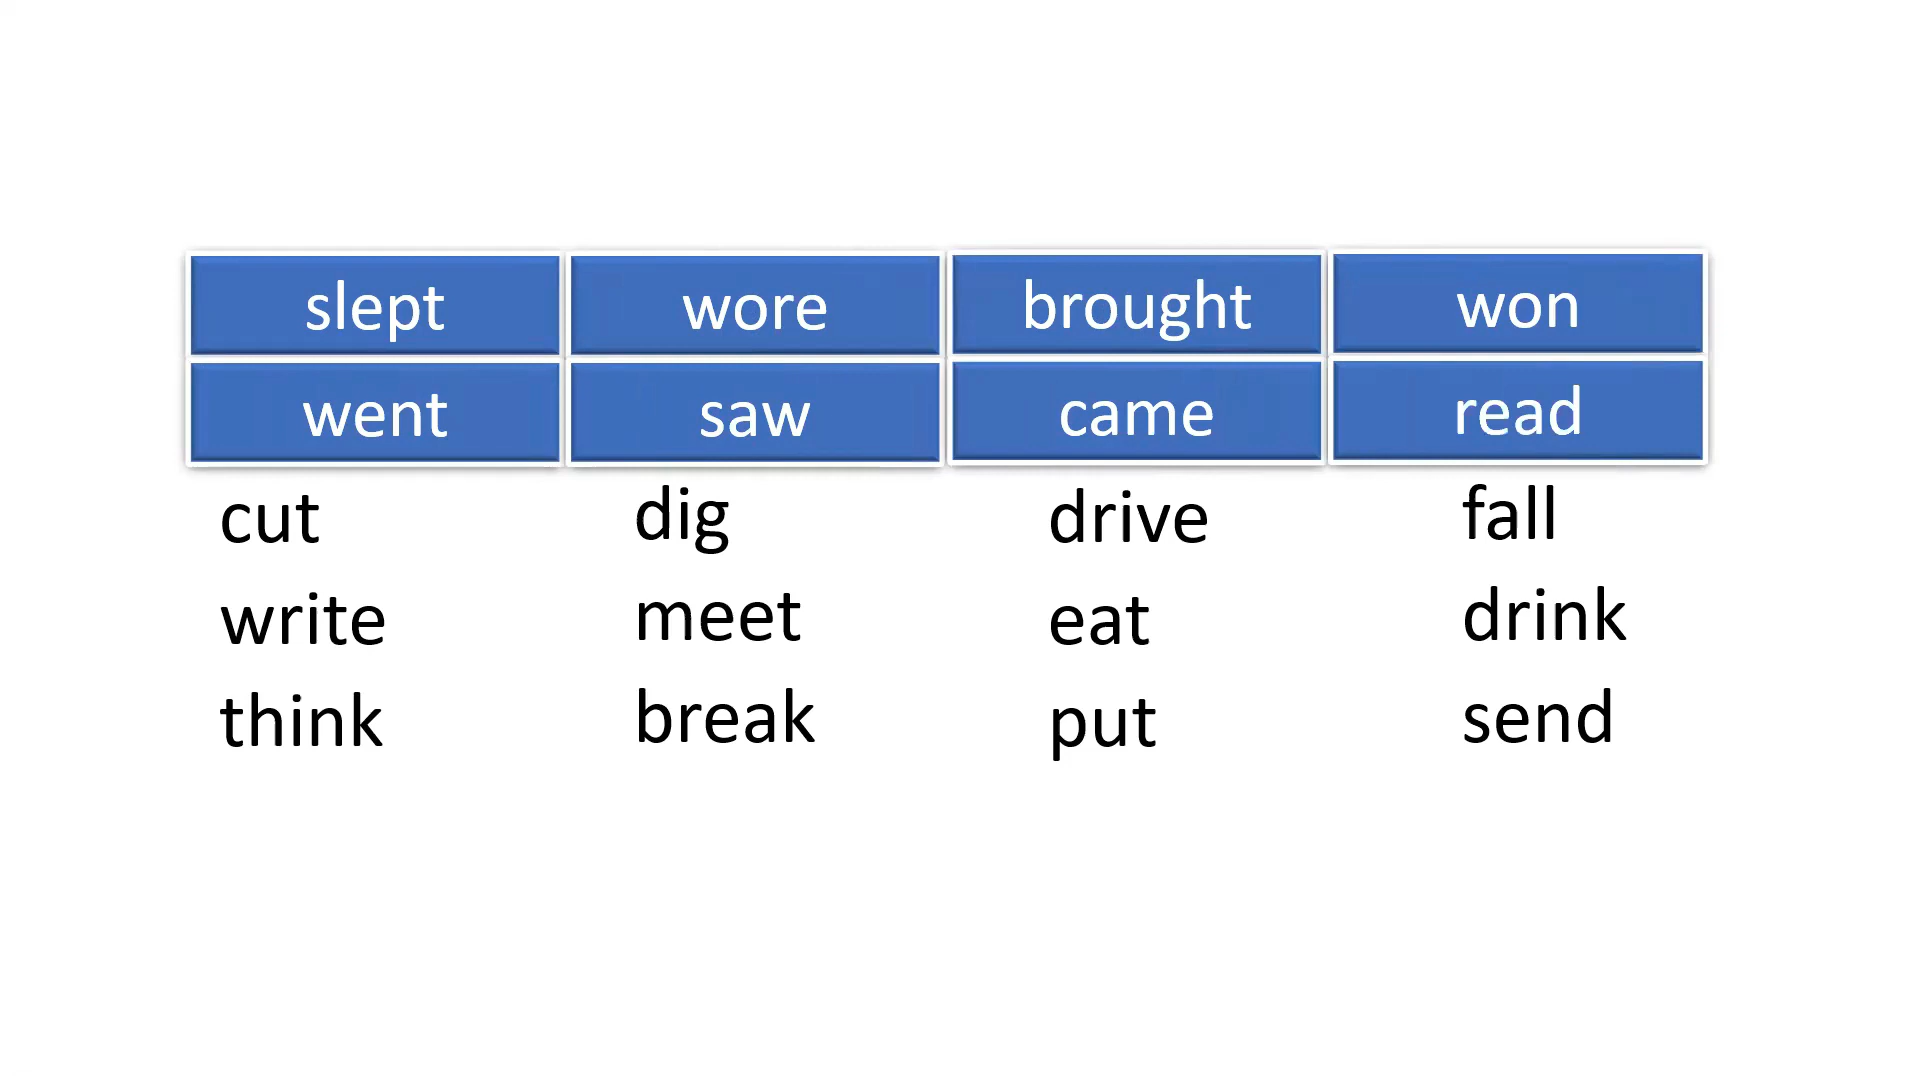 slept wore brought won
went saw came read
cut dig drive fall
write meet eat drink
think break put send